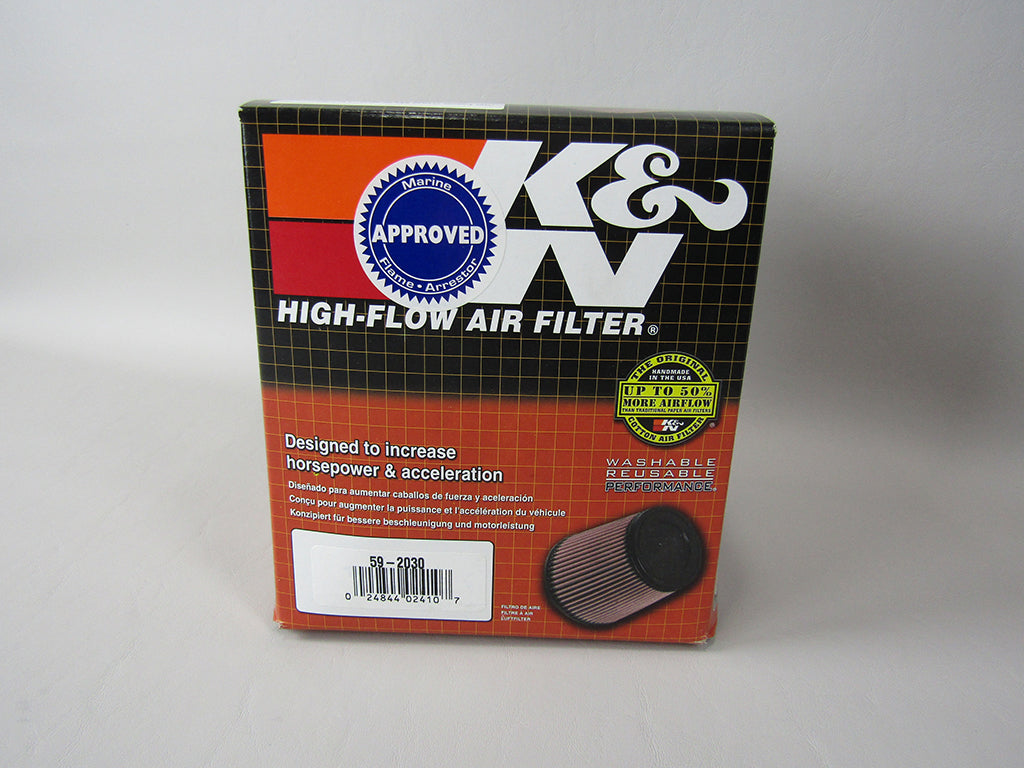 K&N
Marine
APPROVED
Flame • Arrestor
HIGH-FLOW AIR FILTER®
THE ORIGINAL
HANDMADE
IN THE USA
UP TO 50%
MORE AIRFLOW
THAN TRADITIONAL PAPER AIR FILTERS
K&N
COTTON AIR FILTER
®
WASHABLE
REUSABLE
PERFORMANCE.
Designed to increase
horsepower & acceleration
Diseñado para aumentar caballos de fuerza y aceleración
Conçu pour augmenter la puissance et l'accélération du véhicule
Konzipiert für bessere beschleunigung und motorleistung
59-2030
0 24844 02410 7
FILTRO DE AIRE
FILTRE À AIR
LUFTFILTER